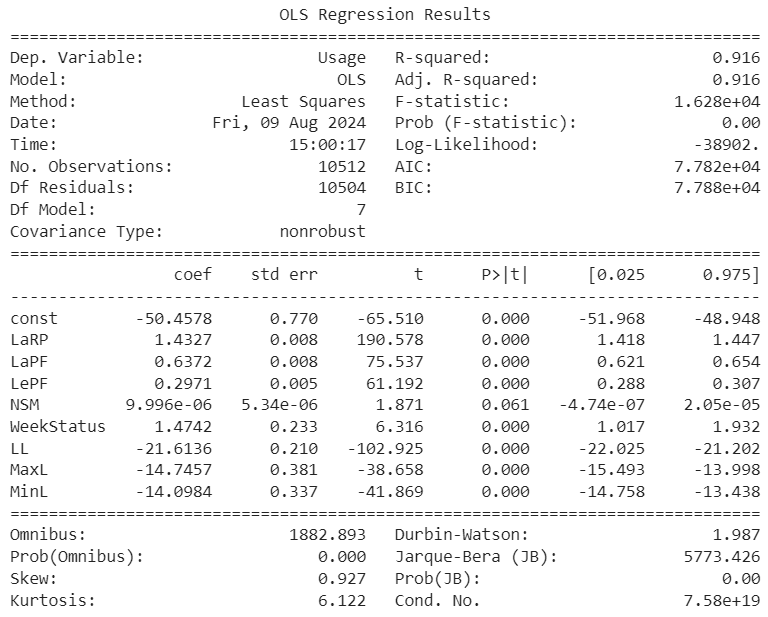 OLS Regression Results
==============================================================================
Dep. Variable: Usage R-squared: 0.916
Model: OLS Adj. R-squared: 0.916
Method: Least Squares F-statistic: 1.628e+04
Date: Fri, 09 Aug 2024 Prob (F-statistic): 0.00
Time: 15:00:17 Log-Likelihood: -38902.
No. Observations: 10512 AIC: 7.782e+04
Df Residuals: 10504 BIC: 7.788e+04
Df Model: 7
Covariance Type: nonrobust
==============================================================================
coef std err t P>|t| [0.025 0.975]
------------------------------------------------------------------------------
const -50.4578 0.770 -65.510 0.000 -51.968 -48.948
LaRP 1.4327 0.008 190.578 0.000 1.418 1.447
LaPF 0.6372 0.008 75.537 0.000 0.621 0.654
LePF 0.2971 0.005 61.192 0.000 0.288 0.307
NSM 9.996e-06 5.34e-06 1.871 0.061 -4.74e-07 2.05e-05
WeekStatus 1.4742 0.233 6.316 0.000 1.017 1.932
LL -21.6136 0.210 -102.925 0.000 -22.025 -21.202
MaxL -14.7457 0.381 -38.658 0.000 -15.493 -13.998
MinL -14.0984 0.337 -41.869 0.000 -14.758 -13.438
==============================================================================
Omnibus: 1882.893 Durbin-Watson: 1.987
Prob(Omnibus): 0.000 Jarque-Bera (JB): 5773.426
Skew: 0.927 Prob(JB): 0.00
Kurtosis: 6.122 Cond. No. 7.58e+19